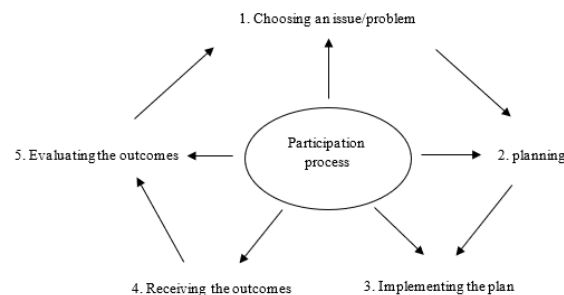 1. Choosing an issue/problem
Participation
process
5. Evaluating the outcomes
2. planning
4. Receiving the outcomes
3. Implementing the plan